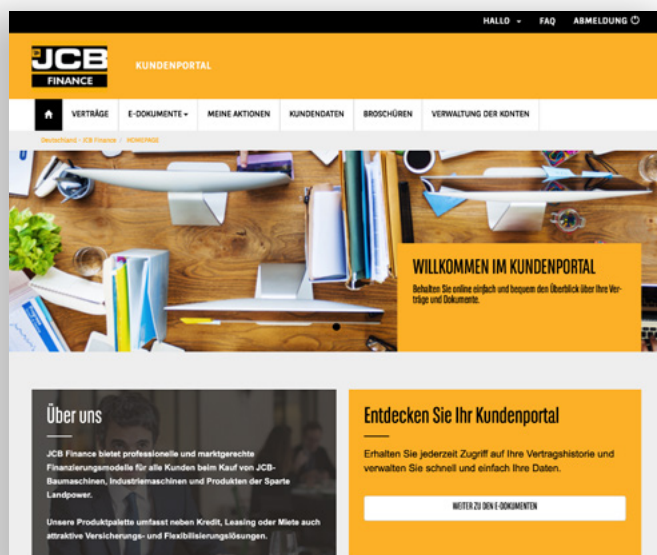 HALLO FAQ ABMELDUNG
JCB
FINANCE
KUNDENPORTAL
VERTRÄGE E-DOKUMENTE MEINE AKTIONEN KUNDENDATEN BROSCHÜREN VERWALTUNG DER KONTEN
Deutschland - JCB Finance / HOMEPAGE
WILLKOMMEN IM KUNDENPORTAL
Behalten Sie online einfach und bequem den Überblick über Ihre Ver-
träge und Dokumente.
Über uns
JCB Finance bietet professionelle und marktgerechte
Finanzierungsmodelle für alle Kunden beim Kauf von JCB-
Baumaschinen, Industriemaschinen und Produkten der Sparte
Landpower.
Unsere Produktpalette umfasst neben Kredit, Leasing oder Miete auch
attraktive Versicherungs- und Flexibilisierungslösungen.
Entdecken Sie Ihr Kundenportal
Erhalten Sie jederzeit Zugriff auf Ihre Vertragshistorie und
verwalten Sie schnell und einfach Ihre Daten.
WEITER ZU DEN E-DOKUMENTEN